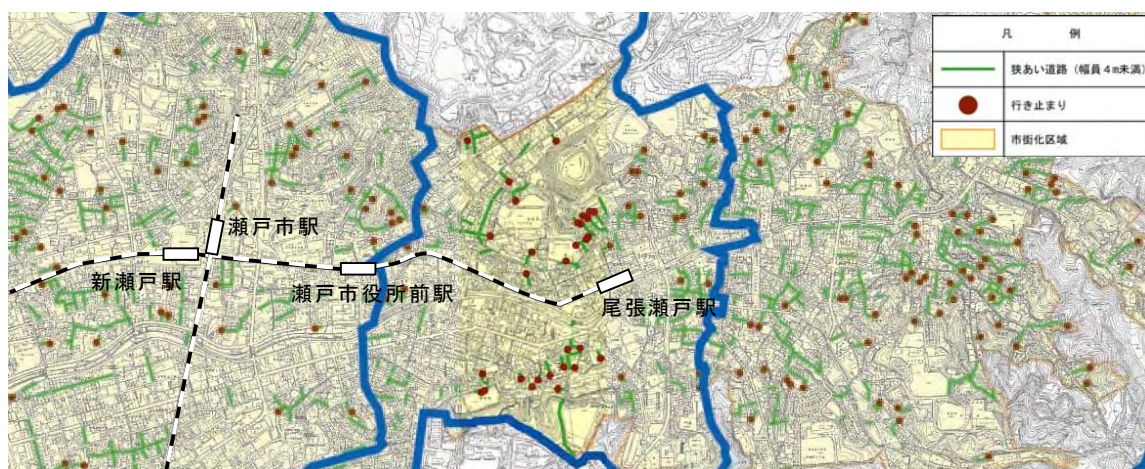 凡 例
狭あい道路（幅員４ｍ未満）
行き止まり
市街化区域
瀬戸市駅
新瀬戸駅
瀬戸市役所前駅
尾張瀬戸駅